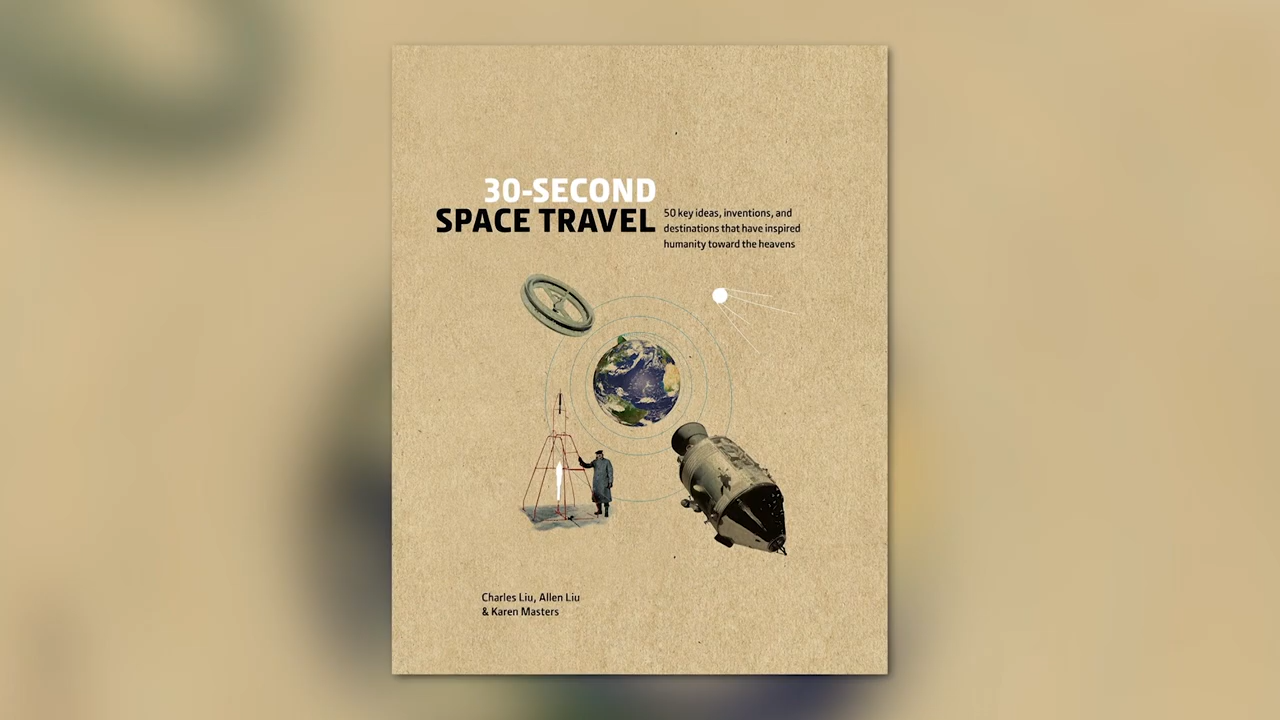 30-SECOND
SPACE TRAVEL
50 key ideas, inventions, and
destinations that have inspired
humanity toward the heavens
Charles Liu, Allen Liu
& Karen Masters